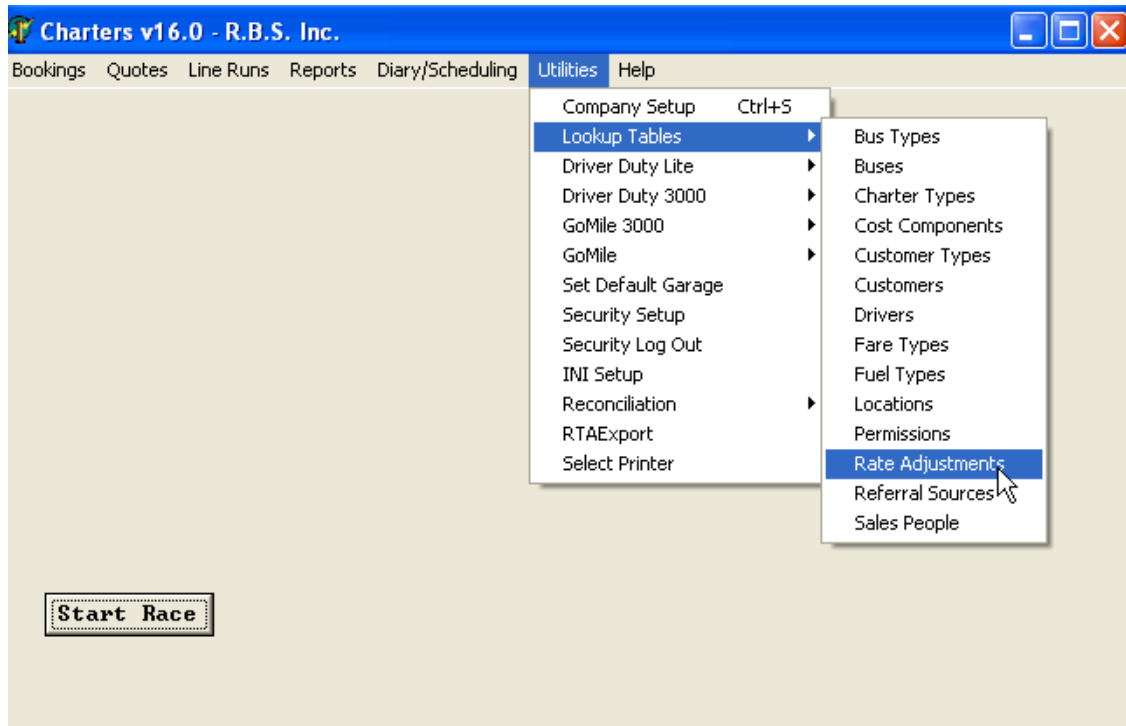 Charters v16.0 - R.B.S. Inc.
Bookings Quotes Line Runs Reports Diary/Scheduling Utilities Help
Company Setup Ctrl+S
Lookup Tables
Driver Duty Lite
Driver Duty 3000
GoMile 3000
GoMile
Set Default Garage
Security Setup
Security Log Out
INI Setup
Reconciliation
RTAExport
Select Printer
Bus Types
Buses
Charter Types
Cost Components
Customer Types
Customers
Drivers
Fare Types
Fuel Types
Locations
Permissions
Rate Adjustments
Referral Sources
Sales People
Start Race